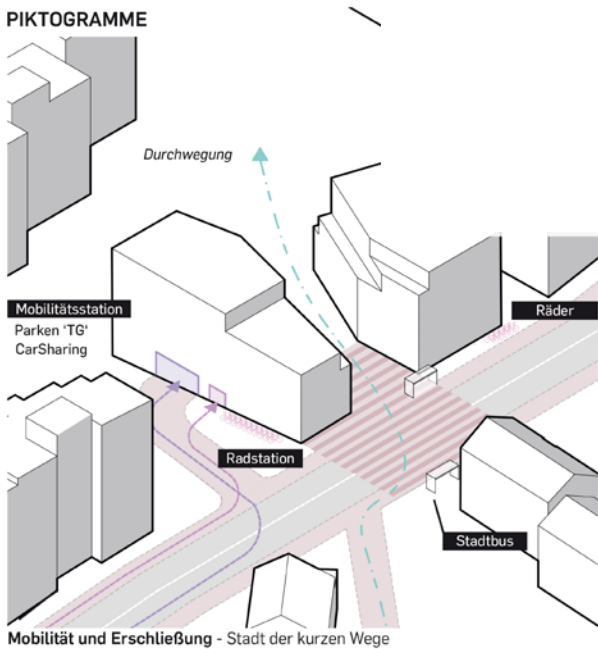 PIKTOGRAMME
Durchwegung
Mobilitätsstation
Parken 'TG'
CarSharing
Räder
Radstation
Stadtbus
Mobilität und Erschließung - Stadt der kurzen Wege